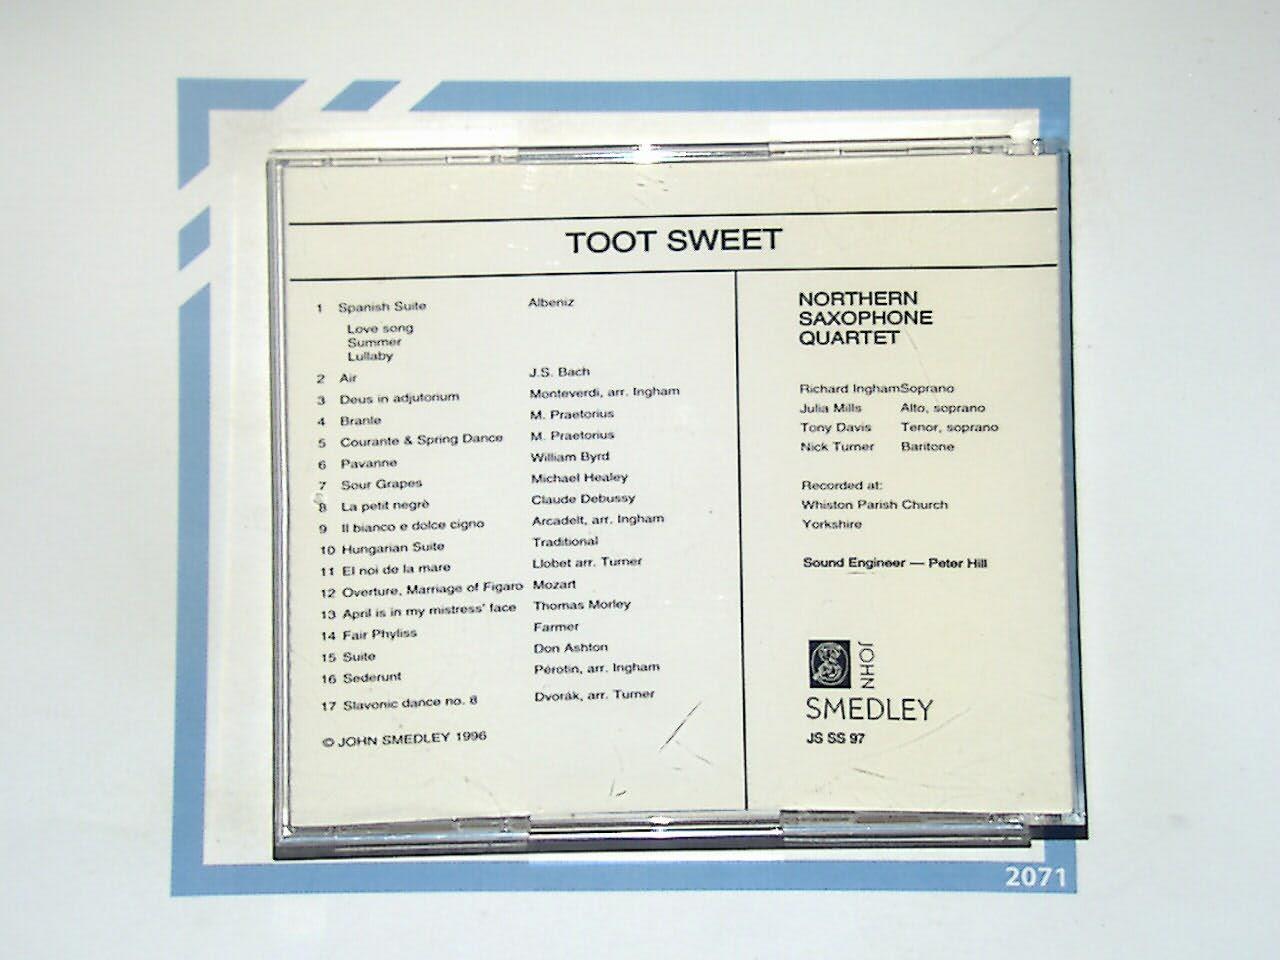 TOOT SWEET
1 Spanish Suite Albeniz
Love song
Summer
Lullaby
2 Air J.S. Bach
3 Deus in adjutorium Monteverdi, arr. Ingham
4 Branle M. Praetorius
5 Courante & Spring Dance M. Praetorius
6 Pavanne William Byrd
7 Sour Grapes Michael Healey
8 La petit negrè Claude Debussy
9 Il bianco e dolce cigno Arcadelt, arr. Ingham
10 Hungarian Suite Traditional
11 El noi de la mare Llobet arr. Turner
12 Overture, Marriage of Figaro Mozart
13 April is in my mistress' face Thomas Morley
14 Fair Phyliss Farmer
15 Suite Don Ashton
16 Sederunt Pérotin, arr. Ingham
17 Slavonic dance no. 8 Dvorák, arr. Turner
© JOHN SMEDLEY 1996
NORTHERN
SAXOPHONE
QUARTET
Richard Ingham Soprano
Julia Mills Alto, soprano
Tony Davis Tenor, soprano
Nick Turner Baritone
Recorded at:
Whiston Parish Church
Yorkshire
Sound Engineer — Peter Hill
JOHN
SMEDLEY
JS SS 97
2071